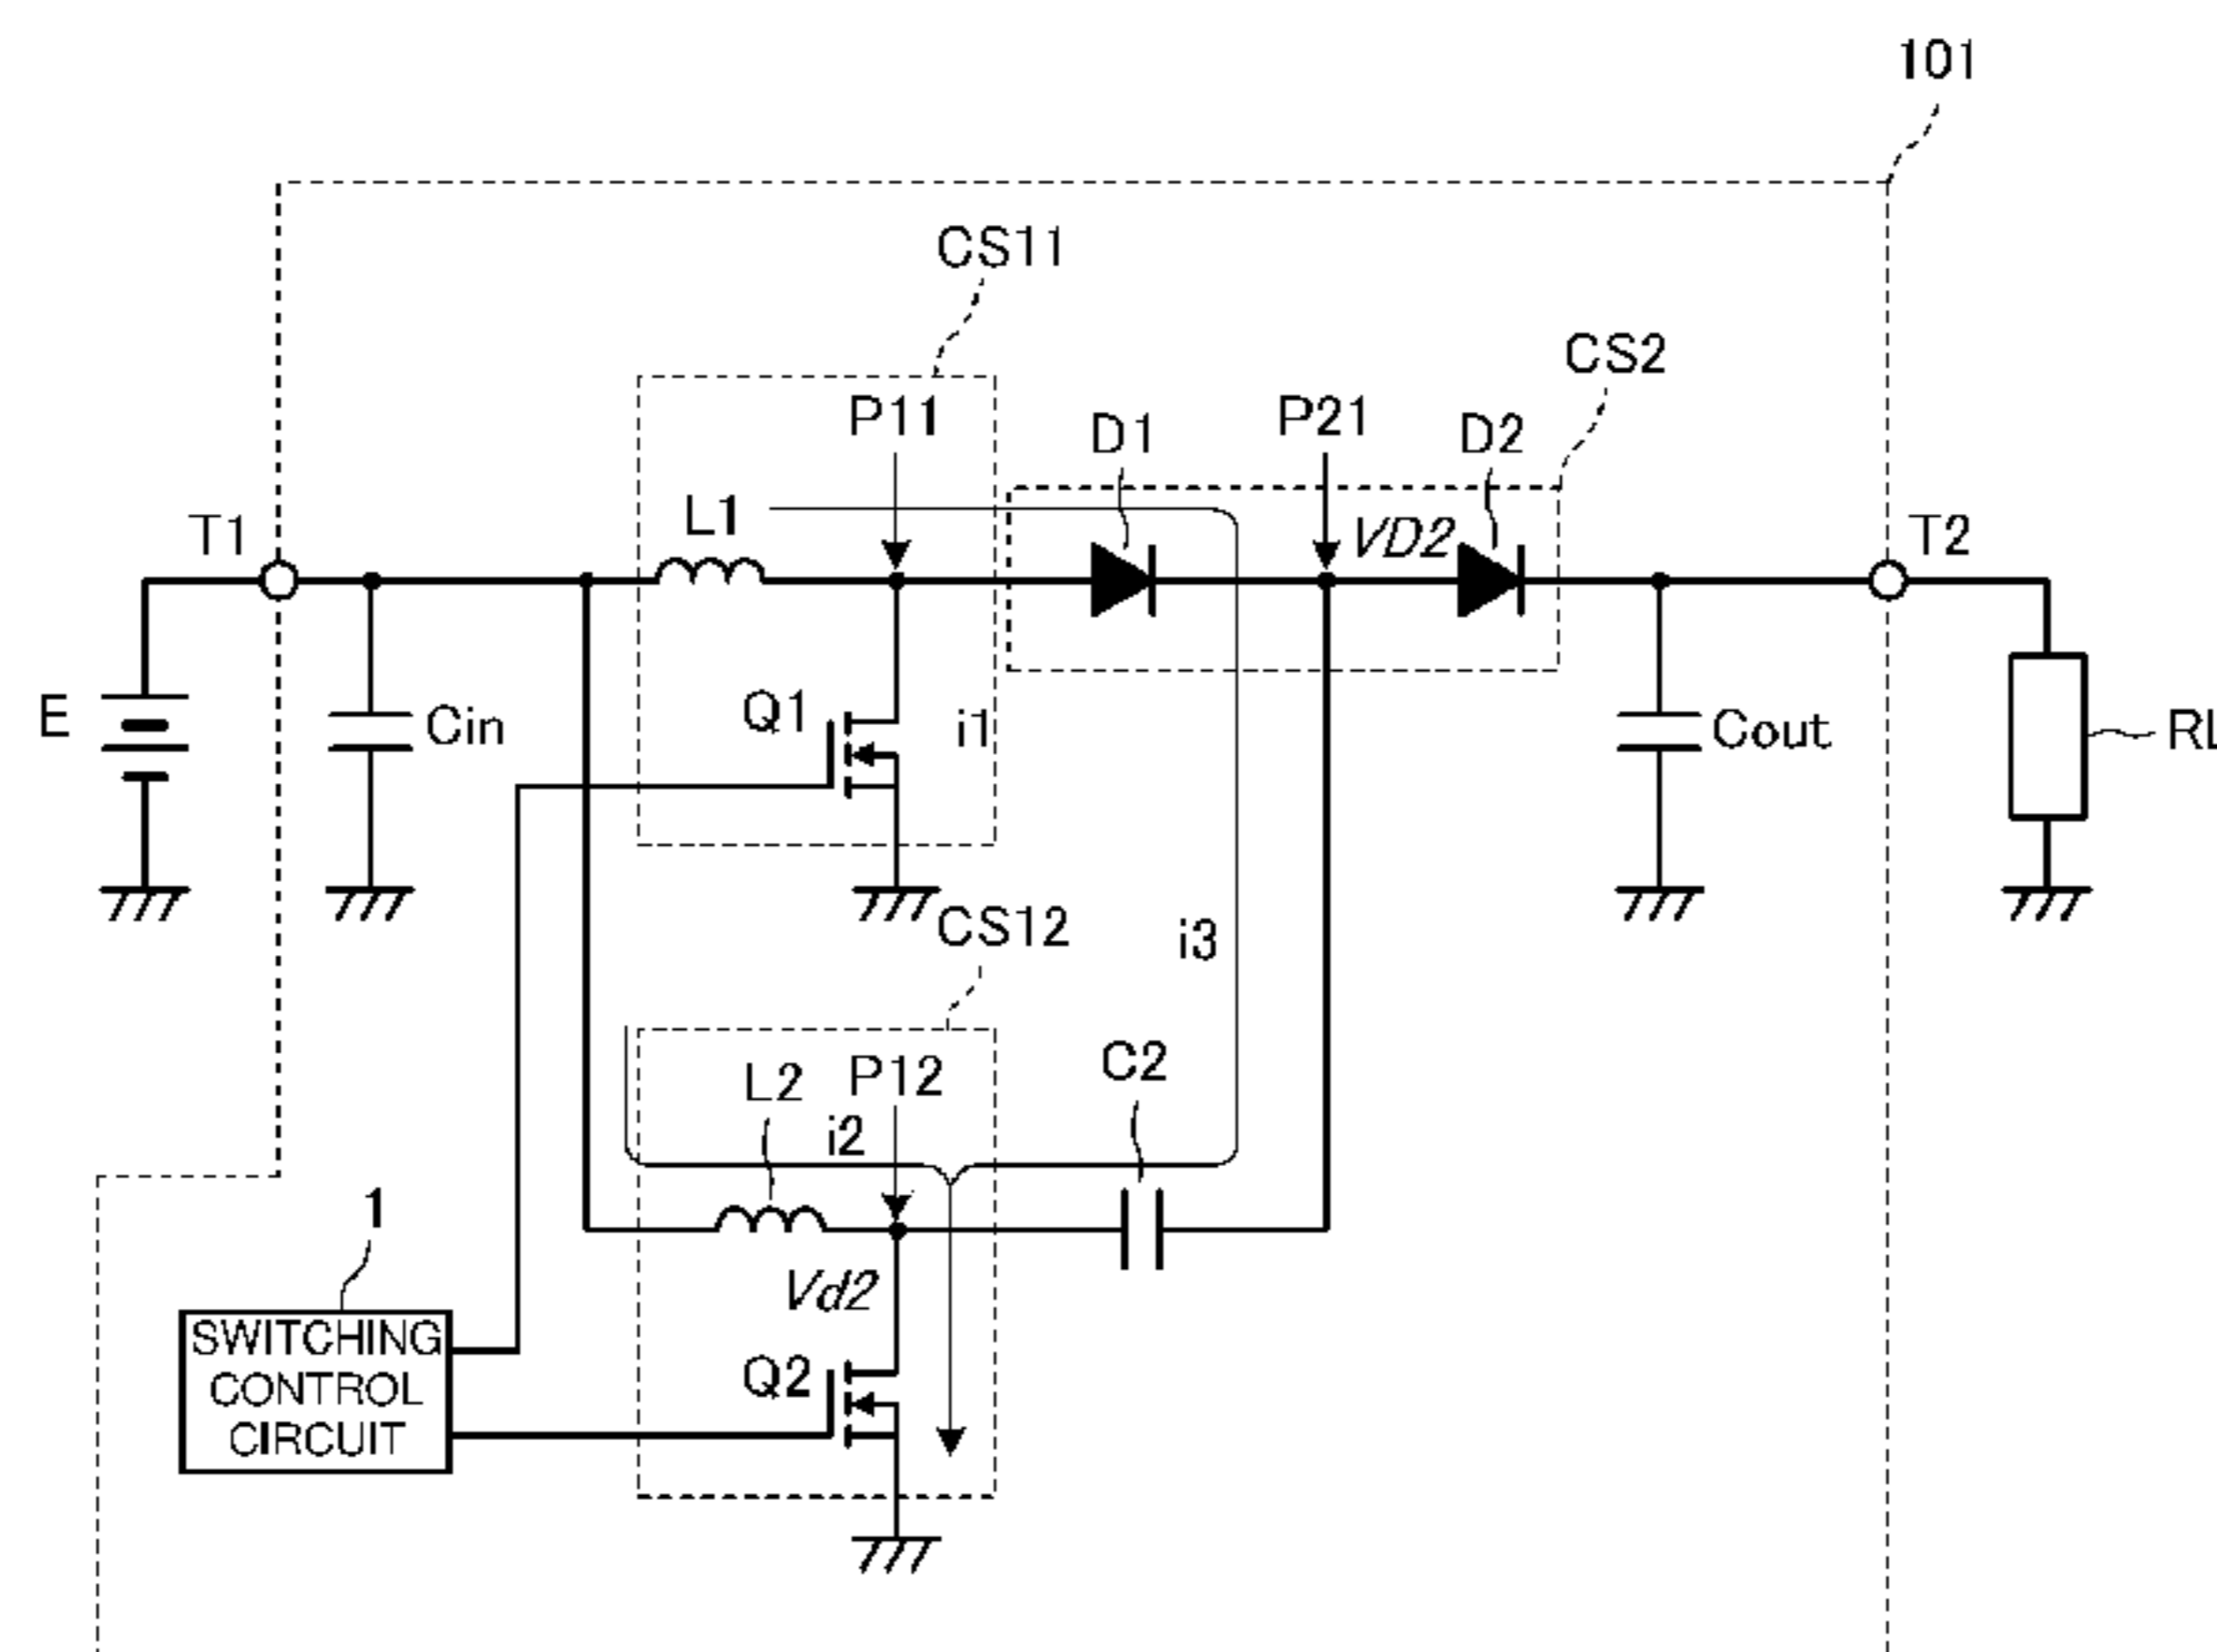 101
CS11
CS2
P11
D1
P21
D2
T1
L1
VD2
T2
E
Cin
Q1
i1
Cout
RL
CS12
i3
L2
P12
C2
i2
1
Vd2
SWITCHING
CONTROL
CIRCUIT
Q2